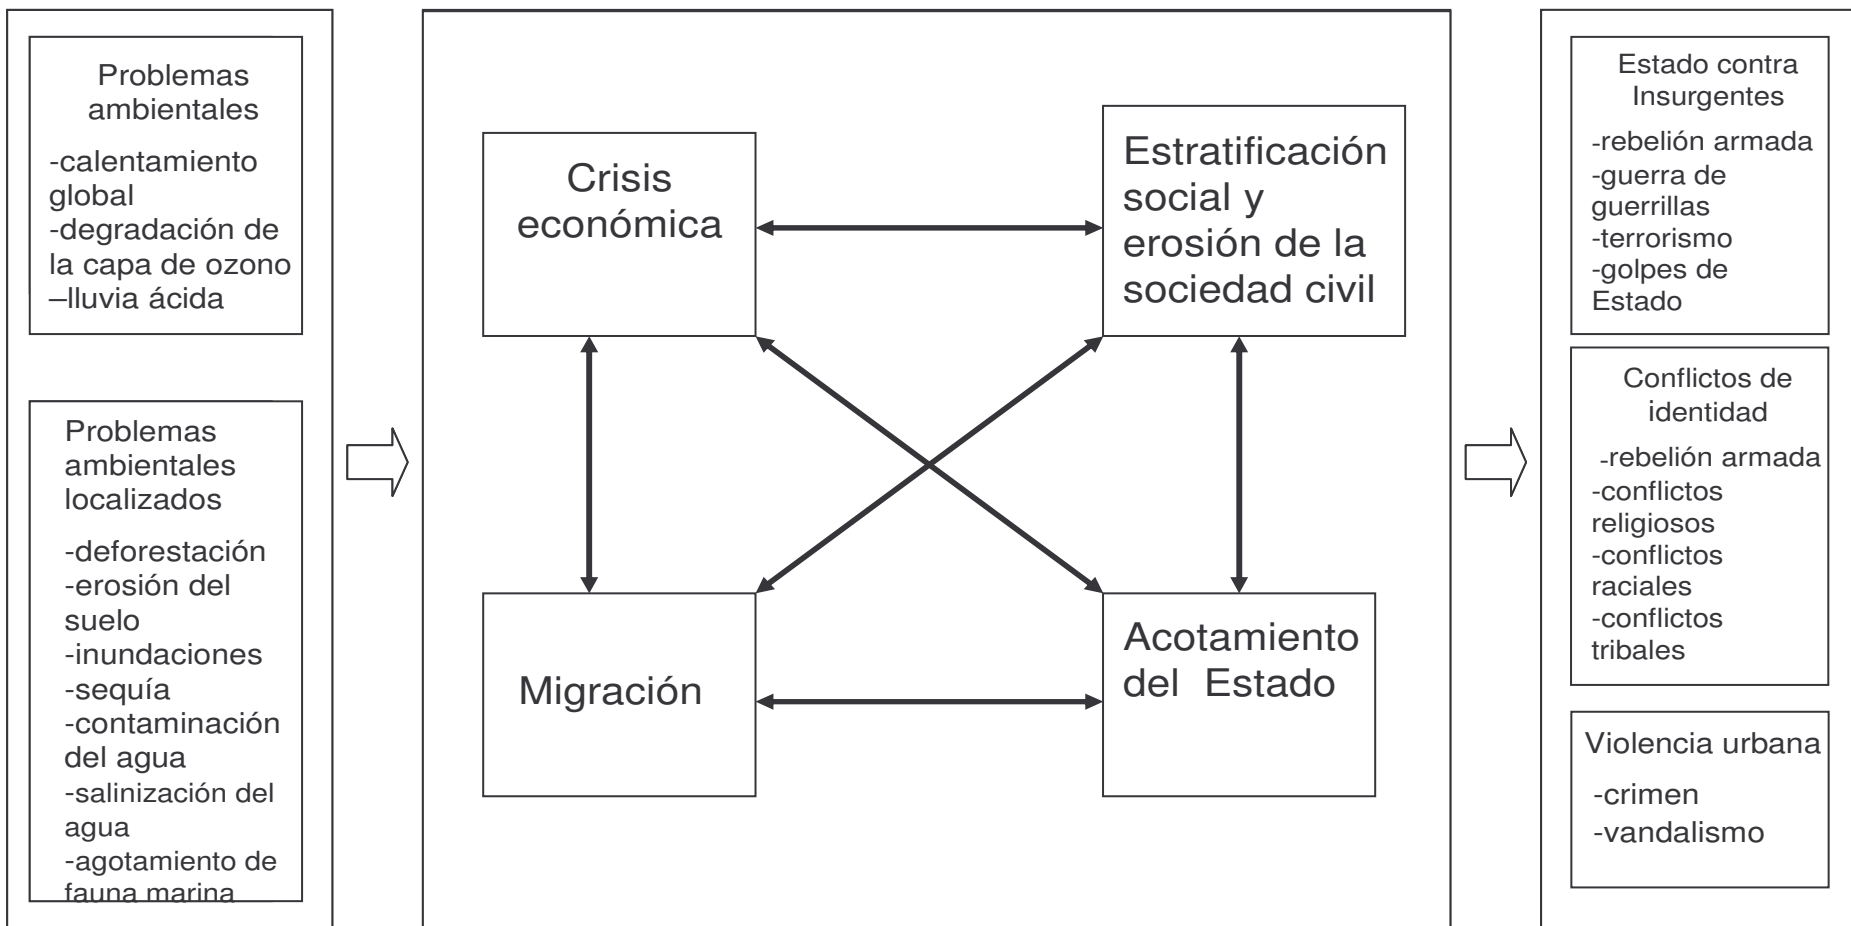 Problemas
ambientales
-calentamiento
global
-degradación de
la capa de ozono
–lluvia ácida
Problemas
ambientales
localizados
-deforestación
-erosión del
suelo
-inundaciones
-sequía
-contaminación
del agua
-salinización del
agua
-agotamiento de
fauna marina
Crisis
económica
Estratificación
social y
erosión de la
sociedad civil
Migración
Acotamiento
del Estado
Estado contra
Insurgentes
-rebelión armada
-guerra de
guerrillas
-terrorismo
-golpes de
Estado
Conflictos de
identidad
-rebelión armada
-conflictos
religiosos
-conflictos
raciales
-conflictos
tribales
Violencia urbana
-crimen
-vandalismo